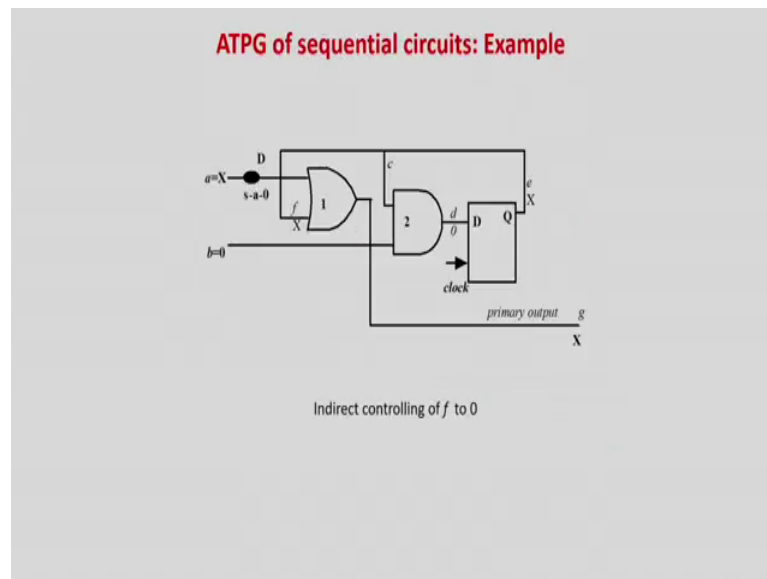 ATPG of sequential circuits: Example
D
c
e
a=X
s-a-0
f
1
X
X
2
d
0
D
Q
b=0
clock
primary output g
X
Indirect controlling of f to 0